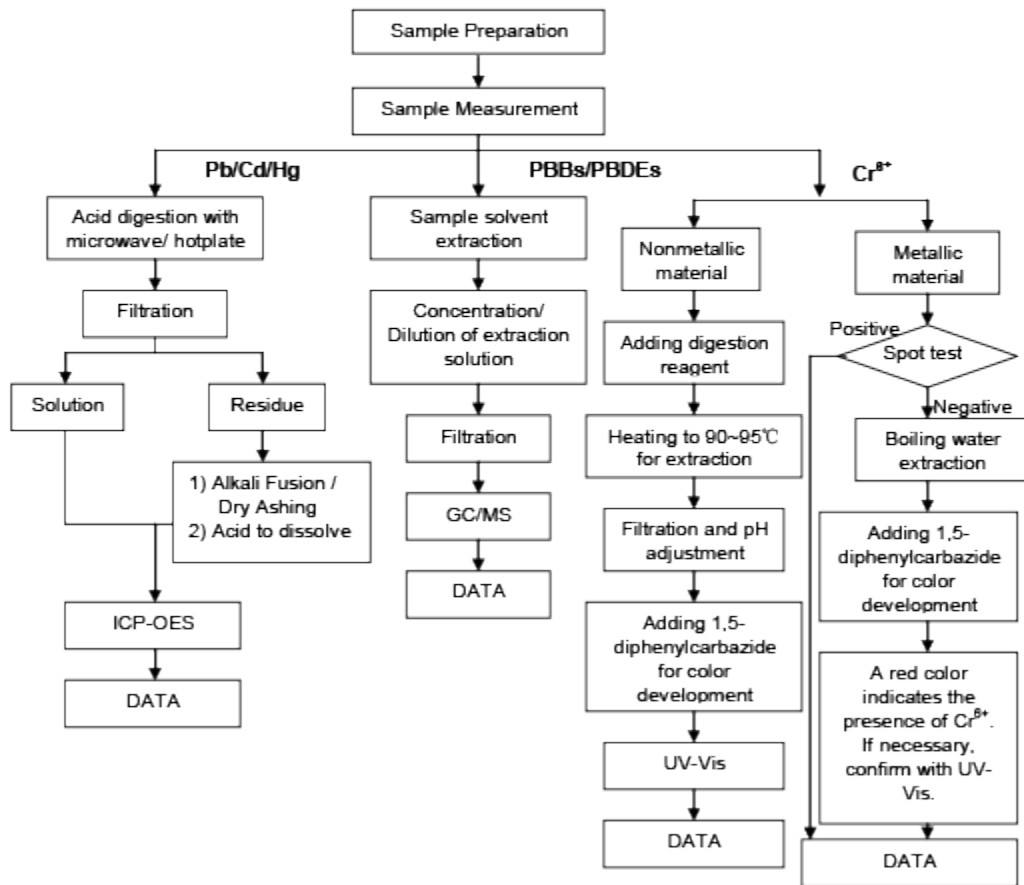 Sample Preparation
Sample Measurement
Pb/Cd/Hg
PBBs/PBDEs
Cr⁶⁺
Acid digestion with
microwave/ hotplate
Filtration
Solution
Residue
1) Alkali Fusion /
Dry Ashing
2) Acid to dissolve
ICP-OES
DATA
Sample solvent
extraction
Concentration/
Dilution of extraction
solution
Filtration
GC/MS
DATA
Nonmetallic
material
Adding digestion
reagent
Heating to 90~95℃
for extraction
Filtration and pH
adjustment
Adding 1,5-
diphenylcarbazide
for color
development
UV-Vis
DATA
Metallic
material
Positive
Spot test
Negative
Boiling water
extraction
Adding 1,5-
diphenylcarbazide
for color
development
A red color
indicates the
presence of Cr⁶⁺.
If necessary,
confirm with UV-
Vis.
DATA